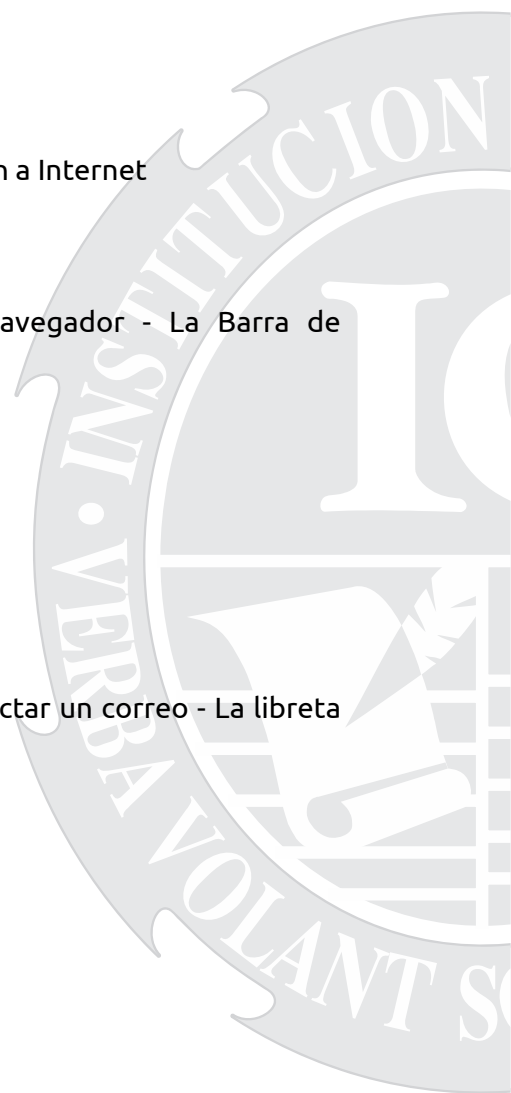 n a Internet
avegador - La Barra de
ctar un correo - La libreta
INSTITUCION
VERBA VOLANT